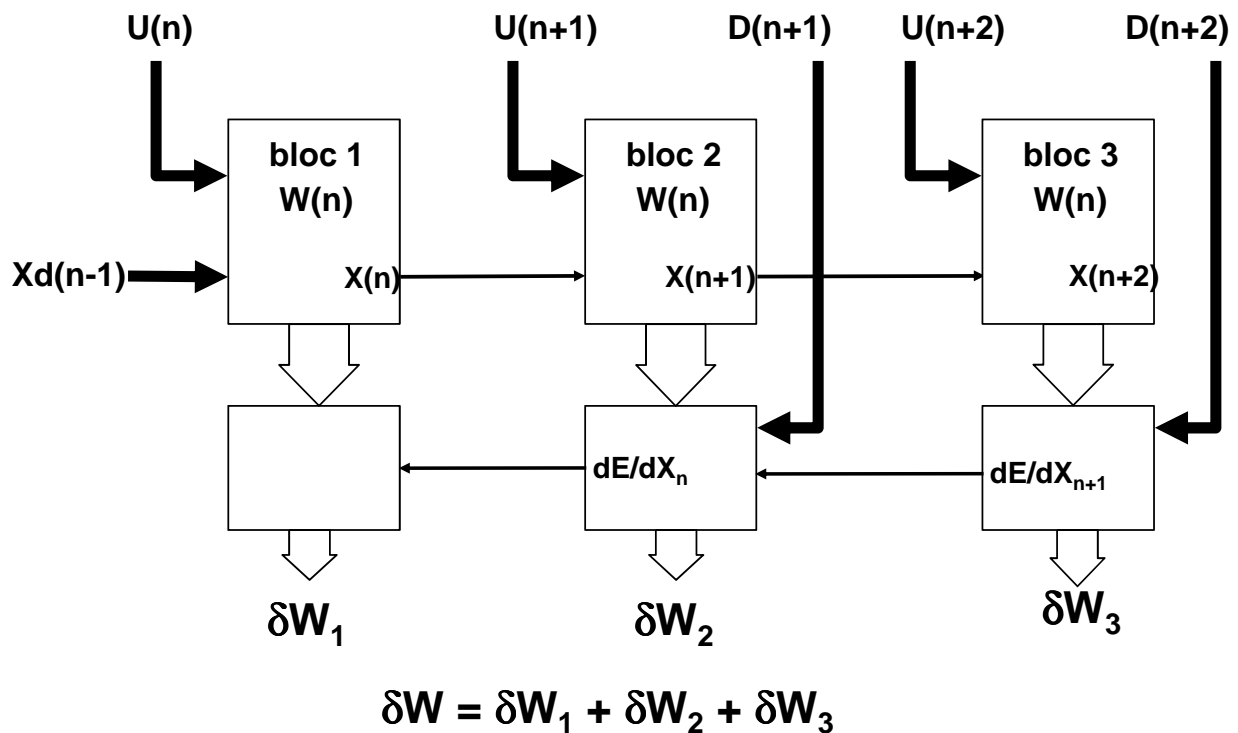 U(n) U(n+1) D(n+1) U(n+2) D(n+2)
bloc 1 bloc 2 bloc 3
W(n) W(n) W(n)
Xd(n-1) X(n) X(n+1) X(n+2)
dE/dXₙ dE/dXₙ₊₁
δW₁ δW₂ δW₃
δW = δW₁ + δW₂ + δW₃